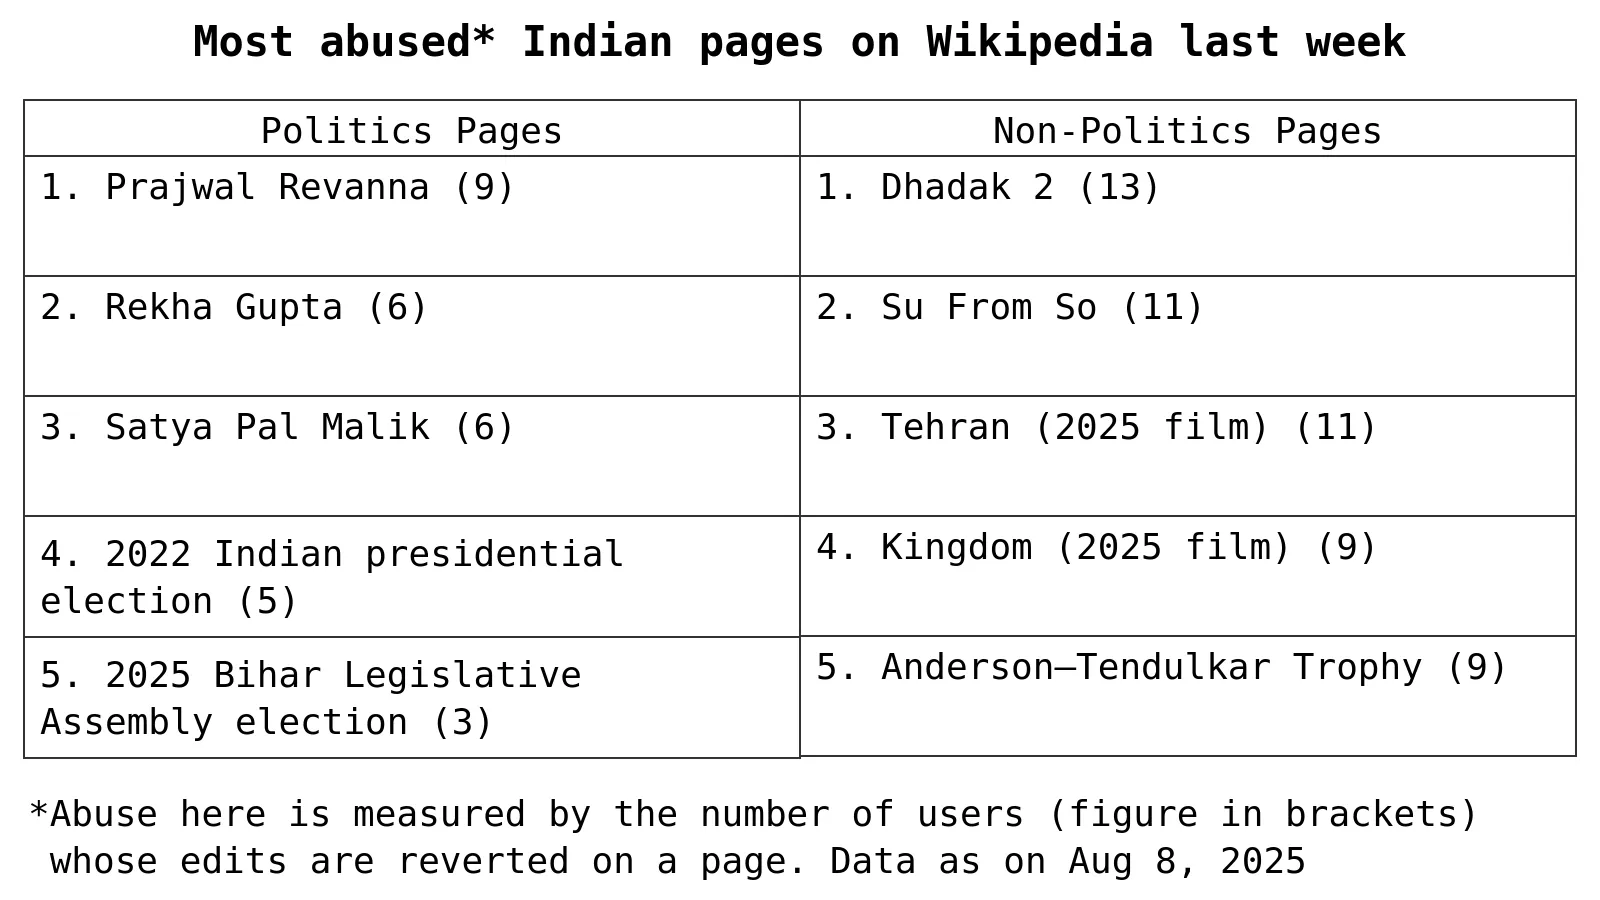 Most abused* Indian pages on Wikipedia last week
Politics Pages
Non-Politics Pages
1. Prajwal Revanna (9)
1. Dhadak 2 (13)
2. Rekha Gupta (6)
2. Su From So (11)
3. Satya Pal Malik (6)
3. Tehran (2025 film) (11)
4. 2022 Indian presidential
election (5)
4. Kingdom (2025 film) (9)
5. 2025 Bihar Legislative
Assembly election (3)
5. Anderson–Tendulkar Trophy (9)
*Abuse here is measured by the number of users (figure in brackets)
whose edits are reverted on a page. Data as on Aug 8, 2025